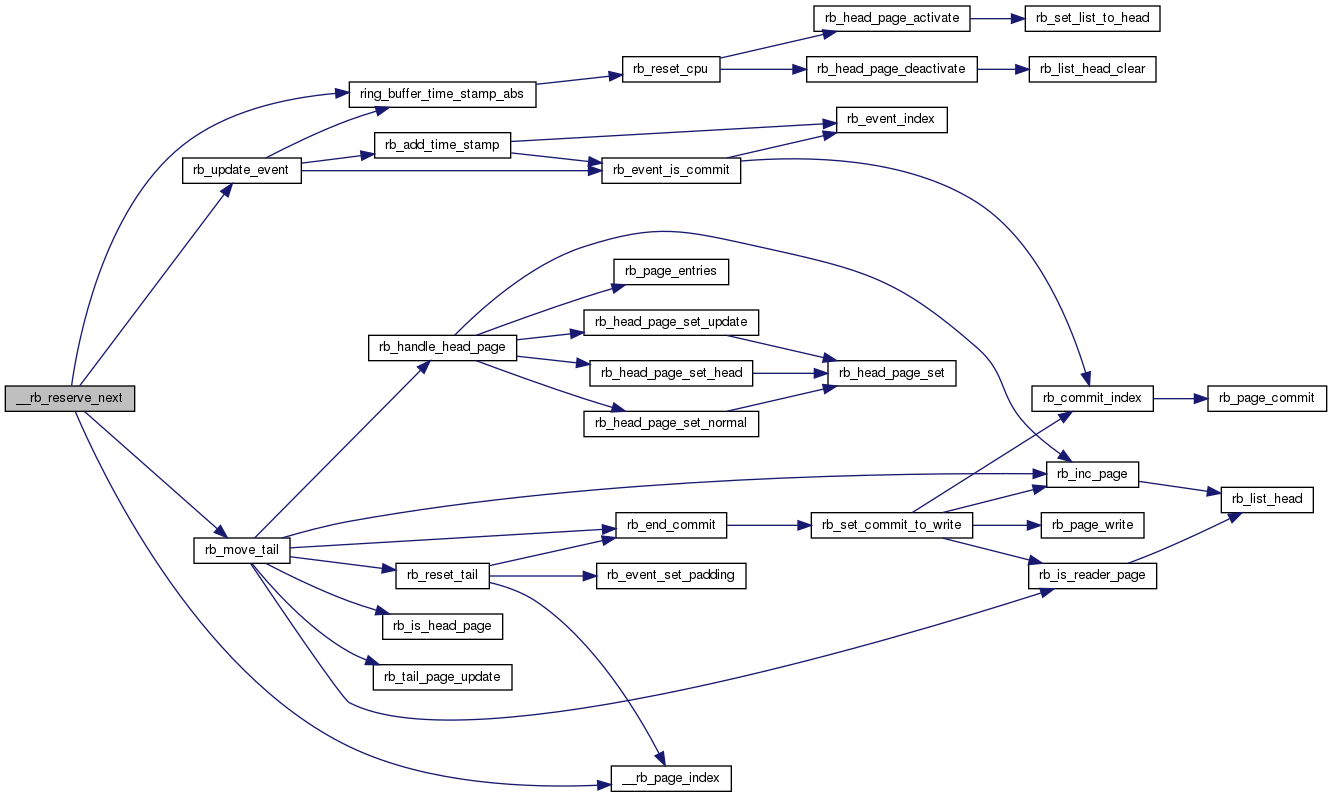 rb_head_page_activate
rb_set_list_to_head
rb_reset_cpu
rb_head_page_deactivate
rb_list_head_clear
ring_buffer_time_stamp_abs
rb_event_index
rb_add_time_stamp
rb_update_event
rb_event_is_commit
rb_page_entries
rb_head_page_set_update
rb_handle_head_page
rb_head_page_set_head
rb_head_page_set
__rb_reserve_next
rb_commit_index
rb_page_commit
rb_head_page_set_normal
rb_inc_page
rb_list_head
rb_end_commit
rb_set_commit_to_write
rb_page_write
rb_move_tail
rb_reset_tail
rb_event_set_padding
rb_is_reader_page
rb_is_head_page
rb_tail_page_update
__rb_page_index